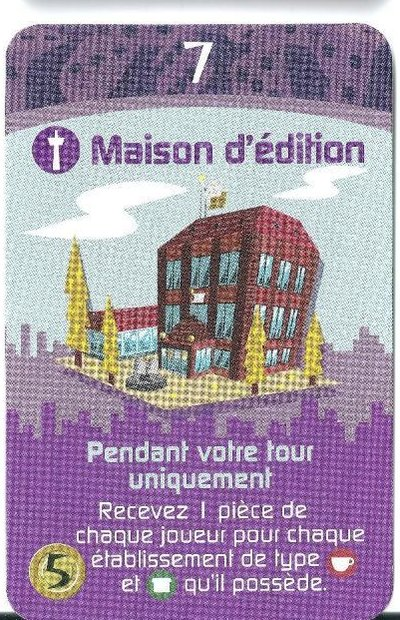 7
Maison d'édition
Pendant votre tour
uniquement
Recevez 1 pièce de
chaque joueur pour chaque
établissement de type
et qu'il possède.
5